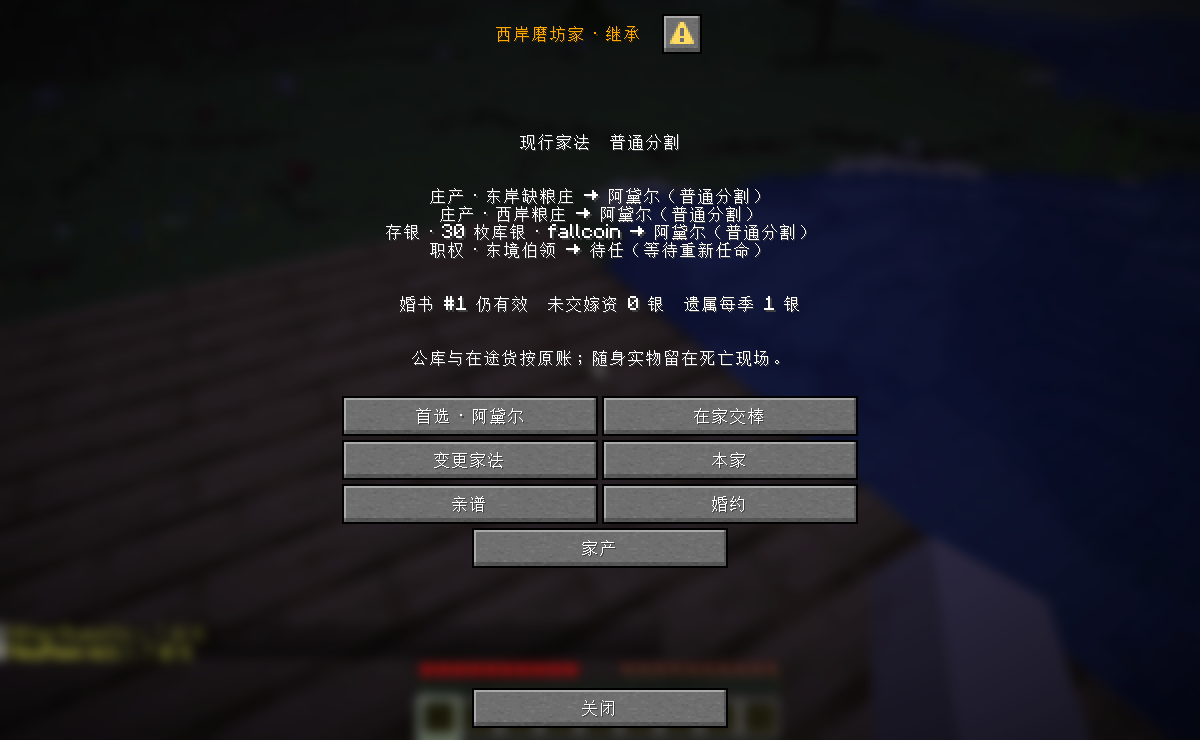 西岸磨坊家 · 继承
现行家法 普通分割
庄产 · 东岸缺粮庄 → 阿黛尔（普通分割）
庄产 · 西岸粮庄 → 阿黛尔（普通分割）
存银 · 30 枚库银 · fallcoin → 阿黛尔（普通分割）
职权 · 东境伯领 → 待任（等待重新任命）
婚书 #1 仍有效 未交嫁资 0 银 遗属每季 1 银
公库与在途货按原账；随身实物留在死亡现场。
首选 · 阿黛尔
在家交棒
变更家法
本家
亲谱
婚约
家产
关闭